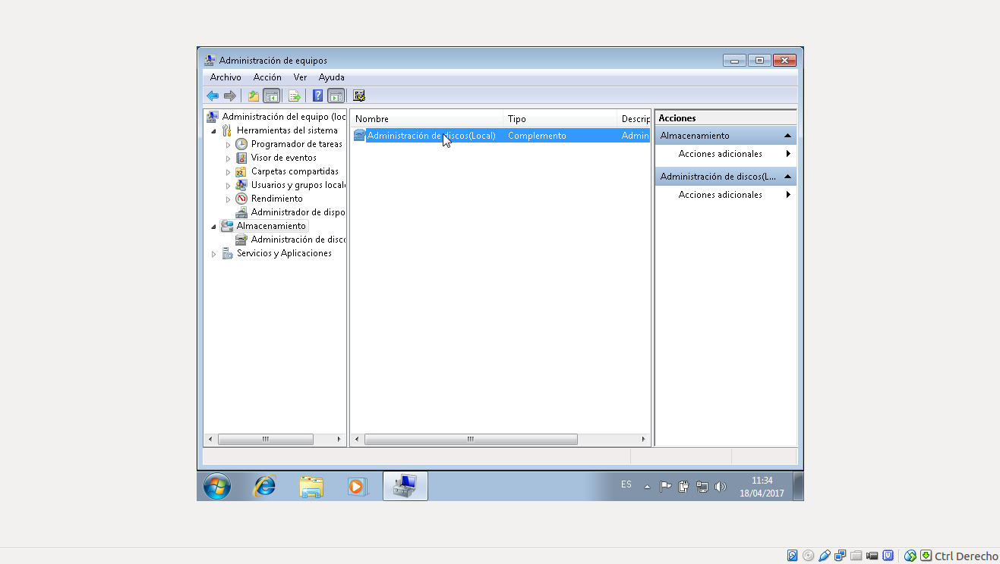 Administración de equipos
Archivo Acción Ver Ayuda
Administración del equipo (loc
Herramientas del sistema
Programador de tareas
Visor de eventos
Carpetas compartidas
Usuarios y grupos locale
Rendimiento
Administrador de dispo
Almacenamiento
Administración de disco
Servicios y Aplicaciones
Nombre Tipo Descrip
Administración de discos(Local) Complemento Admin
Acciones
Almacenamiento
Acciones adicionales
Administración de discos(L...
Acciones adicionales
ES
11:34
18/04/2017
Ctrl Derecho